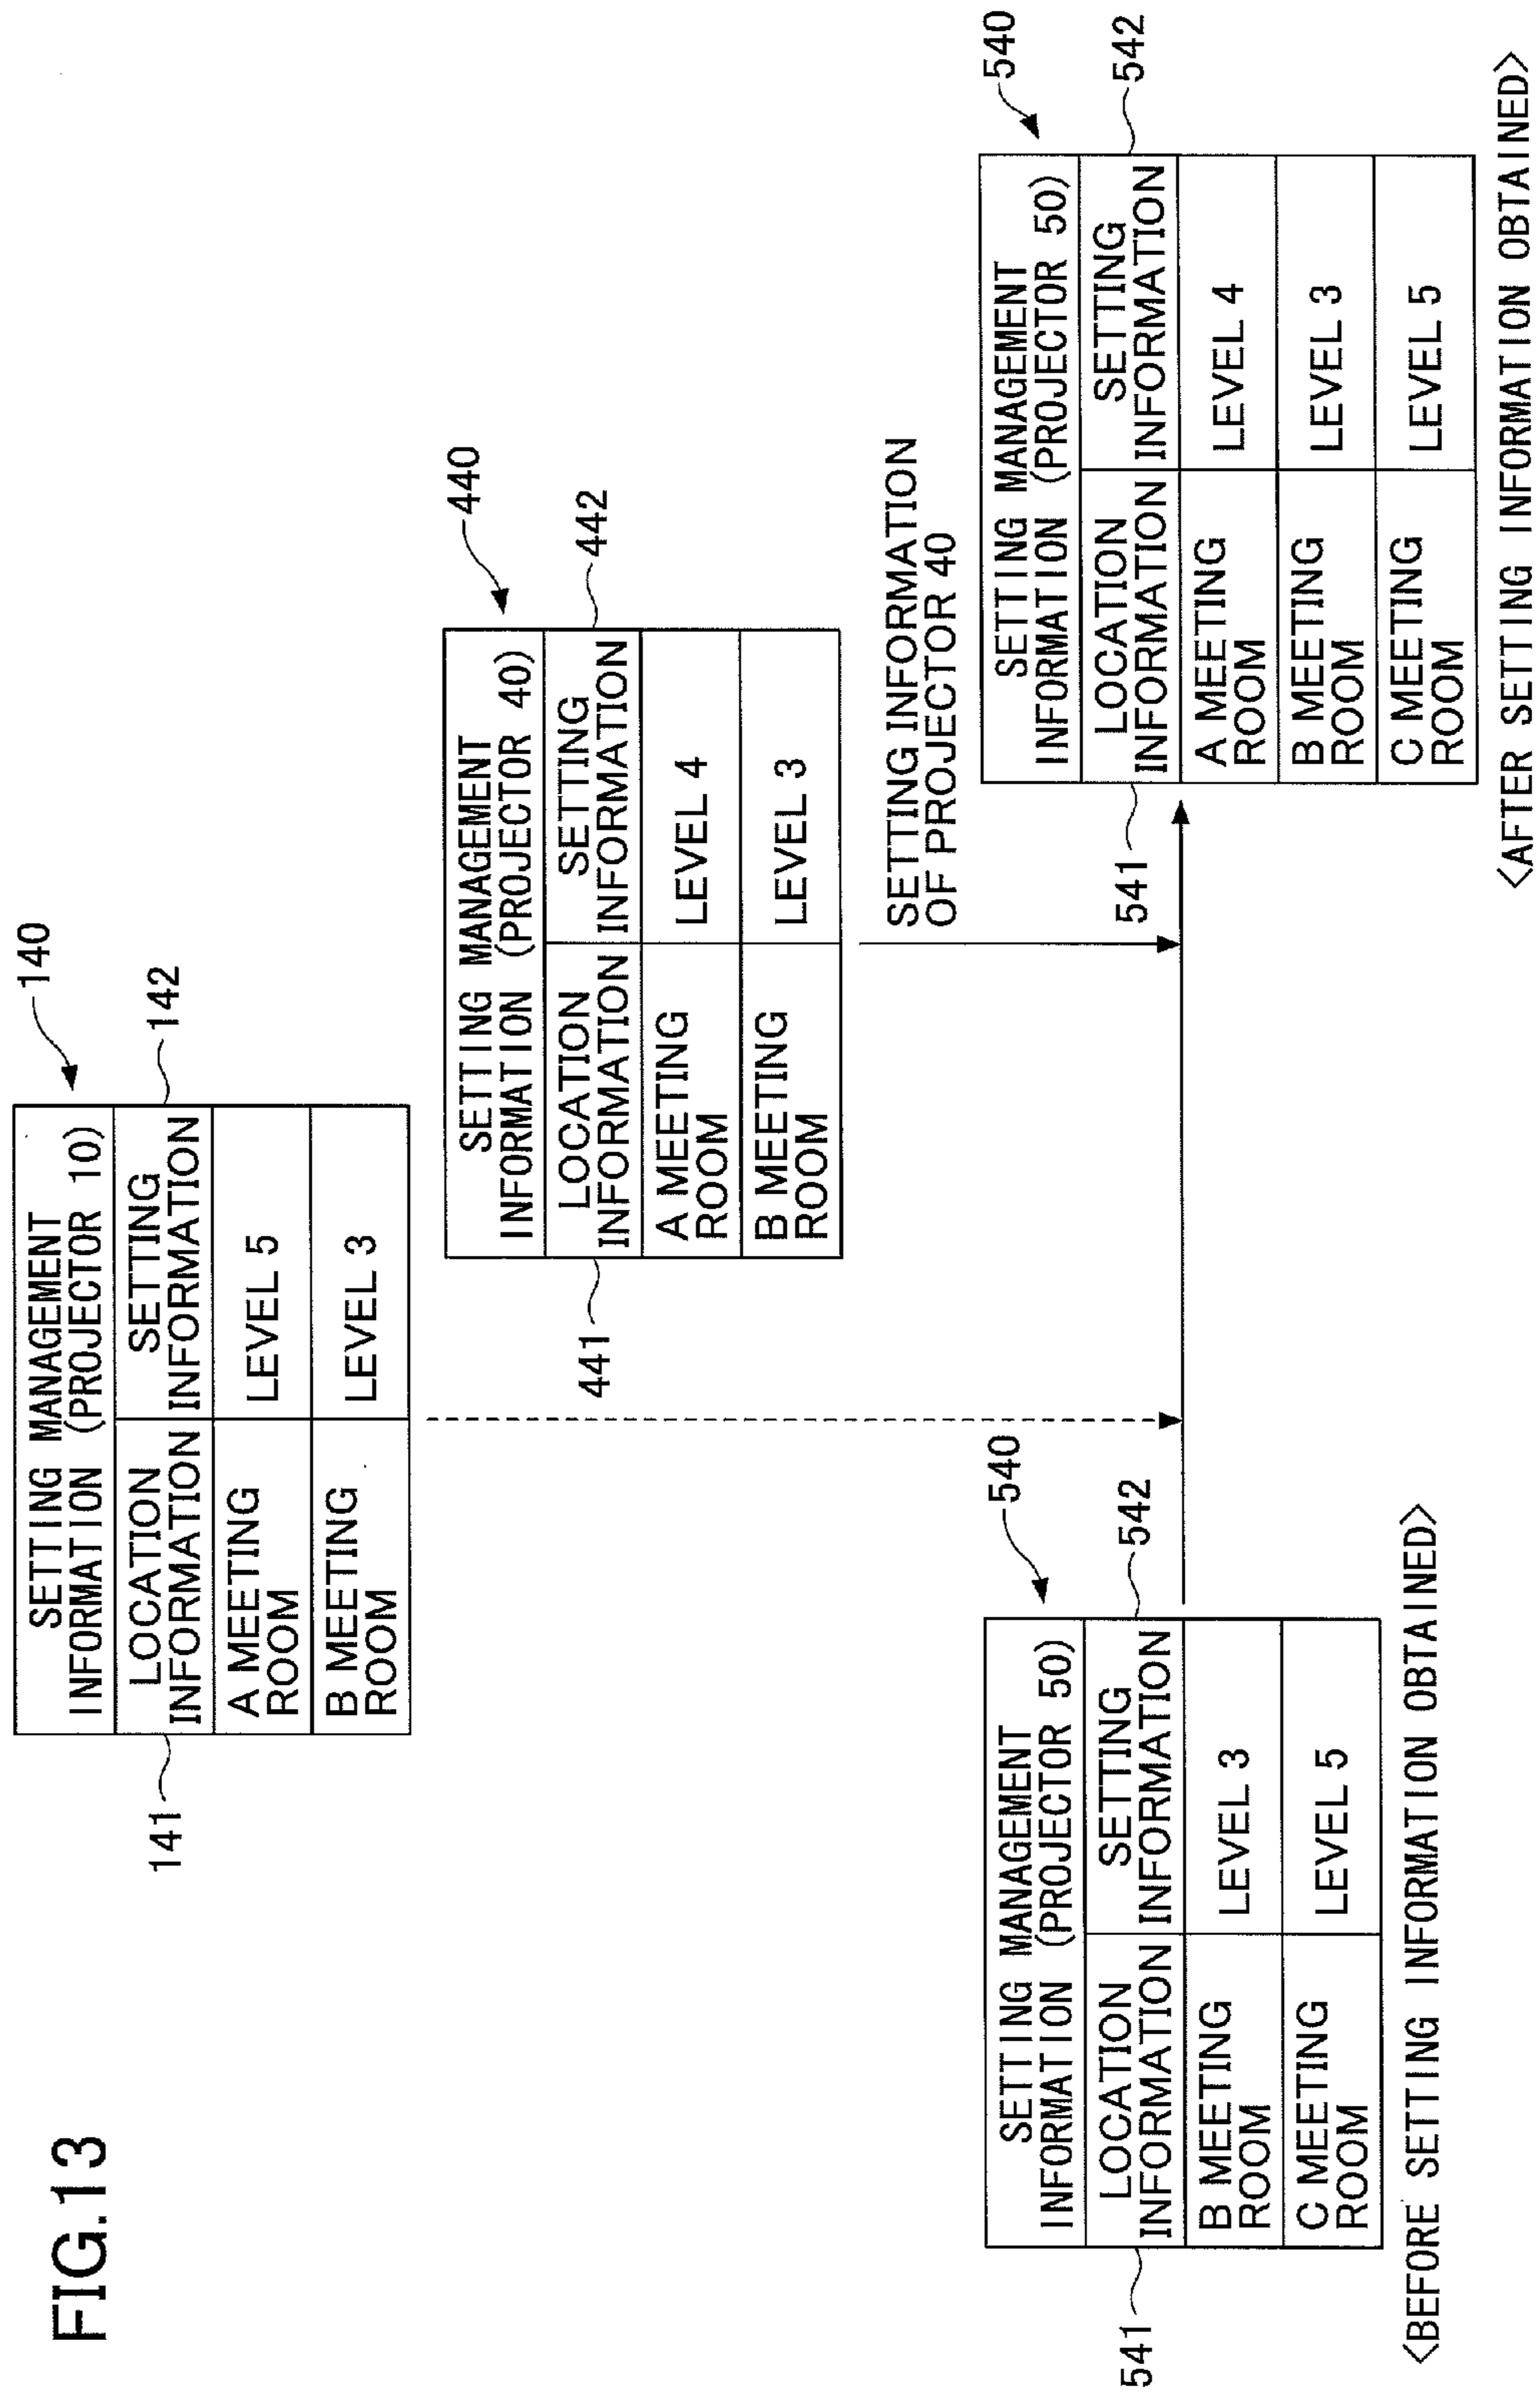 FIG.13
140
SETTING MANAGEMENT
INFORMATION (PROJECTOR 10)
141
142
LOCATION
INFORMATION
SETTING
INFORMATION
A MEETING
ROOM
LEVEL 5
B MEETING
ROOM
LEVEL 3
440
SETTING MANAGEMENT
INFORMATION (PROJECTOR 40)
441
442
LOCATION
INFORMATION
SETTING
INFORMATION
A MEETING
ROOM
LEVEL 4
B MEETING
ROOM
LEVEL 3
SETTING INFORMATION
OF PROJECTOR 40
540
SETTING MANAGEMENT
INFORMATION (PROJECTOR 50)
541
542
LOCATION
INFORMATION
SETTING
INFORMATION
B MEETING
ROOM
LEVEL 3
C MEETING
ROOM
LEVEL 5
<BEFORE SETTING INFORMATION OBTAINED>
540
SETTING MANAGEMENT
INFORMATION (PROJECTOR 50)
541
542
LOCATION
INFORMATION
SETTING
INFORMATION
A MEETING
ROOM
LEVEL 4
B MEETING
ROOM
LEVEL 3
C MEETING
ROOM
LEVEL 5
<AFTER SETTING INFORMATION OBTAINED>